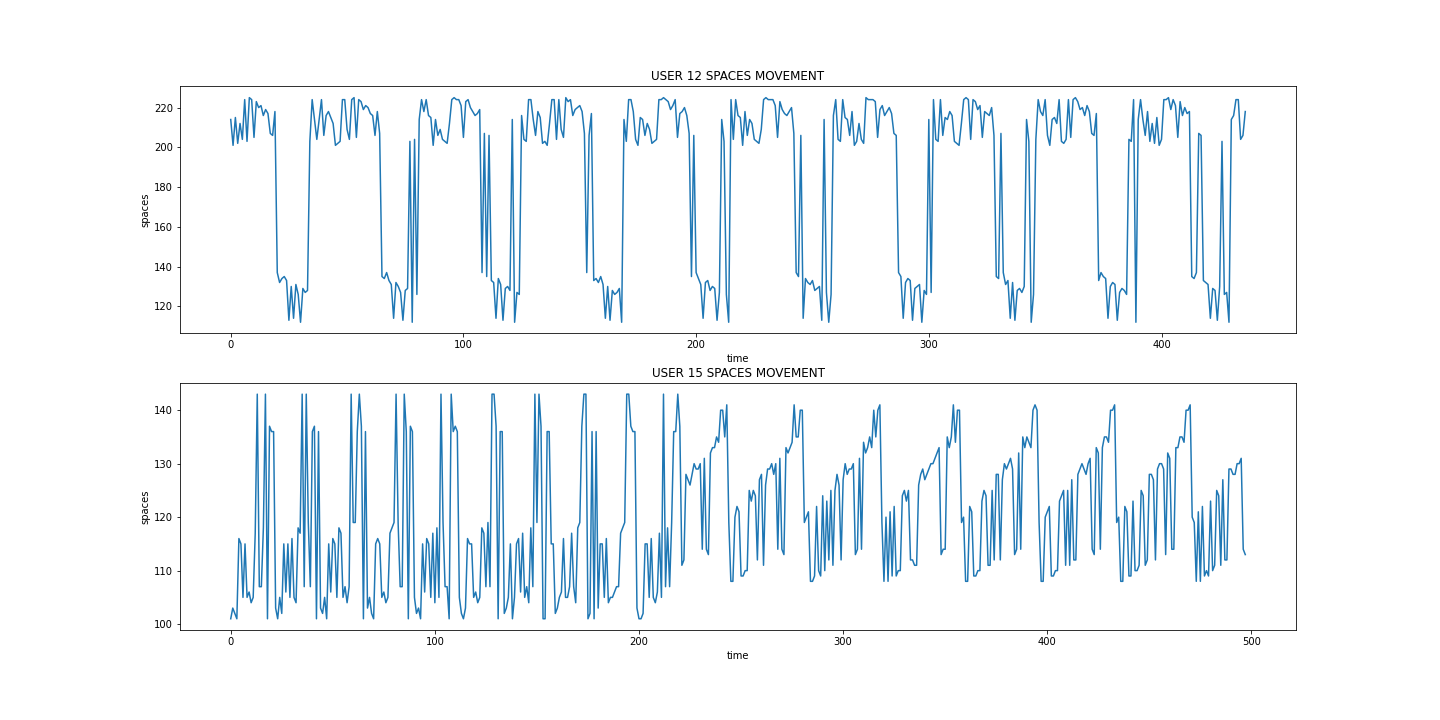 USER 12 SPACES MOVEMENT
220
200
180
160
140
120
spaces
0 100 200 300 400
time
USER 15 SPACES MOVEMENT
140
130
120
110
100
spaces
0 100 200 300 400 500
time